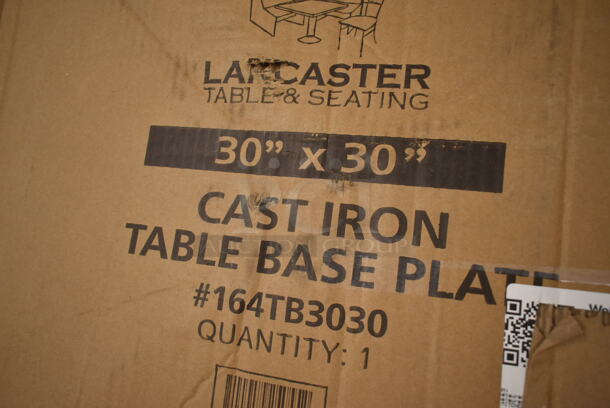 LANCASTER
TABLE & SEATING
30” x 30”
CAST IRON
TABLE BASE PLATE
#164TB3030
QUANTITY: 1